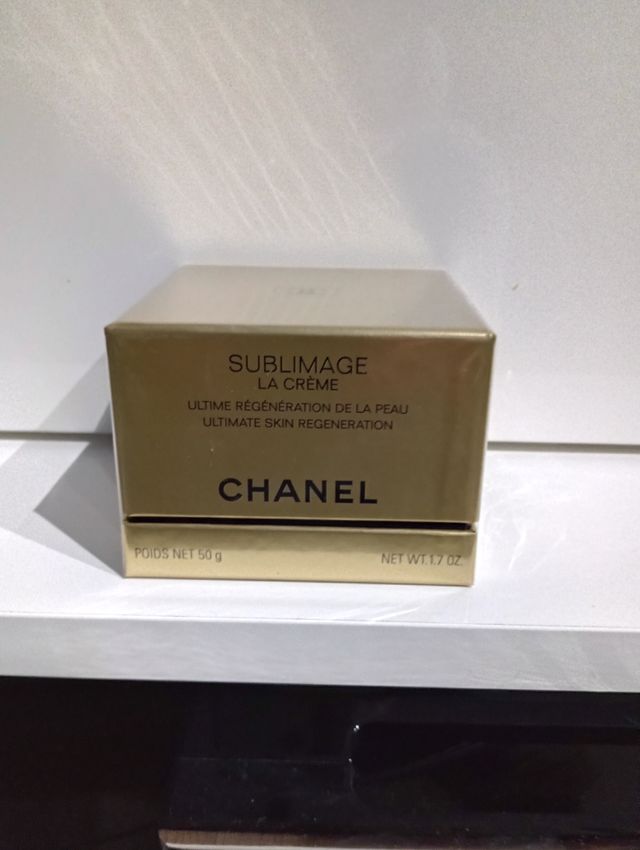 SUBLIMAGE
LA CRÈME
ULTIME RÉGÉNÉRATION DE LA PEAU
ULTIMATE SKIN REGENERATION
CHANEL
POIDS NET 50 g
NET WT. 1.7 OZ.